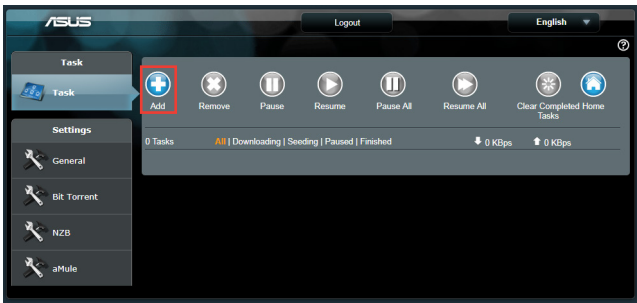 ASUS
Logout
English
?
Task
Task
Add
Remove
Pause
Resume
Pause All
Resume All
Clear Completed Tasks
Home
0 Tasks
All | Downloading | Seeding | Paused | Finished
0 KBps
0 KBps
Settings
General
Bit Torrent
NZB
aMule